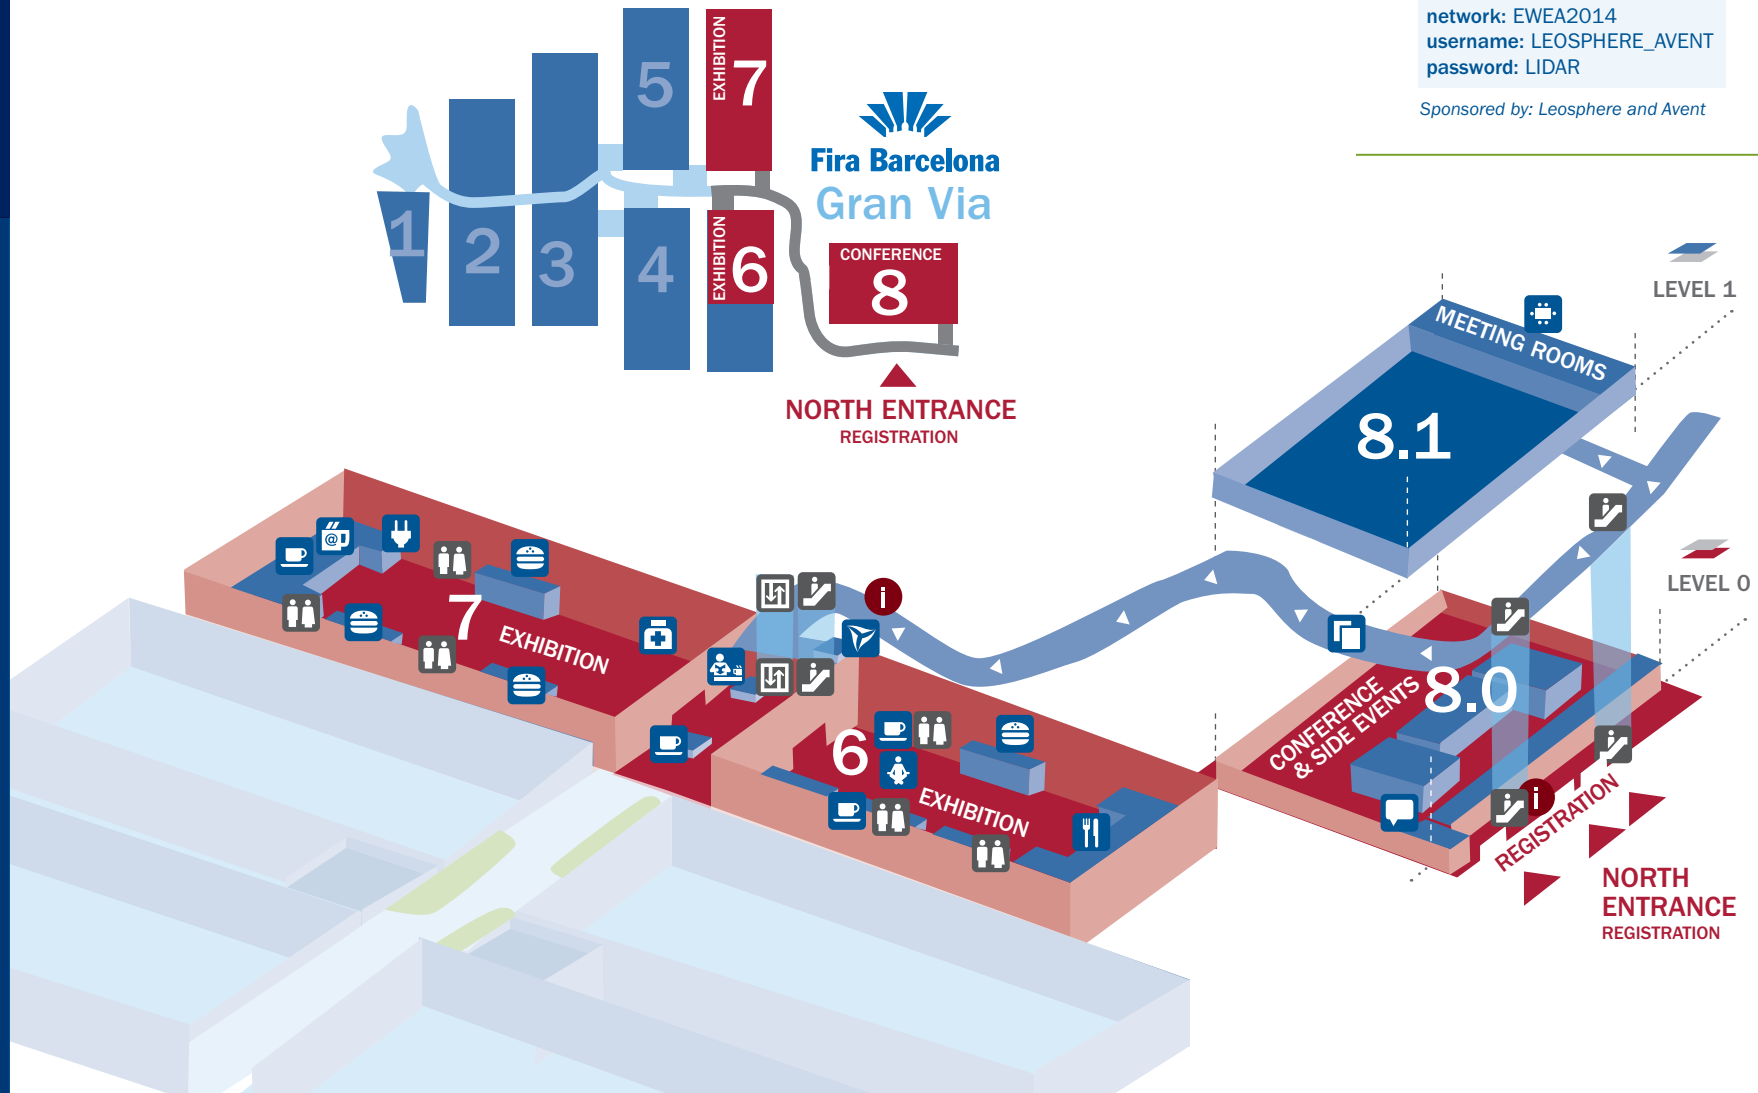 network: EWEA2014
username: LEOSPHERE_AVENT
password: LIDAR
Sponsored by: Leosphere and Avent
5
EXHIBITION
7
Fira Barcelona
Gran Via
1
2
3
4
EXHIBITION
6
CONFERENCE
8
NORTH ENTRANCE
REGISTRATION
LEVEL 1
MEETING ROOMS
8.1
LEVEL 0
7
EXHIBITION
i
@
6
EXHIBITION
CONFERENCE
& SIDE EVENTS
8.0
i
REGISTRATION
NORTH
ENTRANCE
REGISTRATION